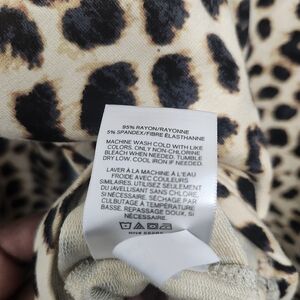 95% RAYON/RAYONNE
5% SPANDEX/FIBRE ÉLASTHANNE
MACHINE WASH COLD WITH LIKE
COLORS. ONLY NON-CHLORINE
BLEACH WHEN NEEDED. TUMBLE
DRY LOW. COOL IRON IF NEEDED.
LAVER À LA MACHINE À L'EAU
FROIDE AVEC COULEURS
SIMILAIRES. UTILISEZ SEULEMENT
DU JAVELLISANT SANS CHLORE
SI NÉCESSAIRE. SÉCHAGE PAR
CULBUTAGE À TEMPÉRATURE
BASSE. REPASSAGE DOUX, SI
NÉCESSAIRE.